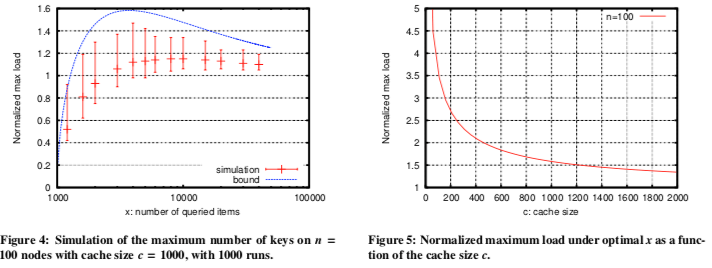 1.6
1.4
1.2
1
0.8
0.6
0.4
0.2
0
Normalized max load
simulation
bound
1000
10000
100000
x: number of queried items
Figure 4: Simulation of the maximum number of keys on n =
100 nodes with cache size c = 1000, with 1000 runs.
5
4.5
4
3.5
3
2.5
2
1.5
1
Normalized max load
n=100
0 200 400 600 800 1000 1200 1400 1600 1800 2000
c: cache size
Figure 5: Normalized maximum load under optimal x as a func-
tion of the cache size c.